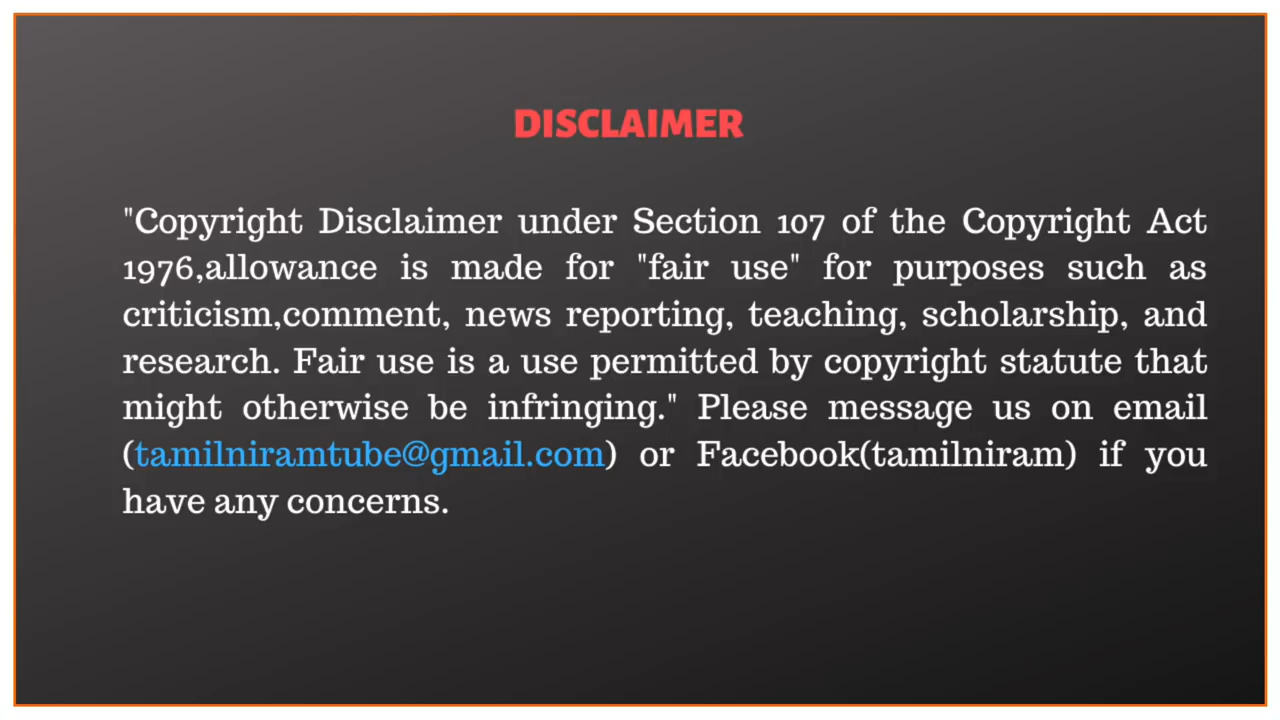 DISCLAIMER
"Copyright Disclaimer under Section 107 of the Copyright Act
1976,allowance is made for "fair use" for purposes such as
criticism,comment, news reporting, teaching, scholarship, and
research. Fair use is a use permitted by copyright statute that
might otherwise be infringing." Please message us on email
(tamilniramtube@gmail.com) or Facebook(tamilniram) if you
have any concerns.